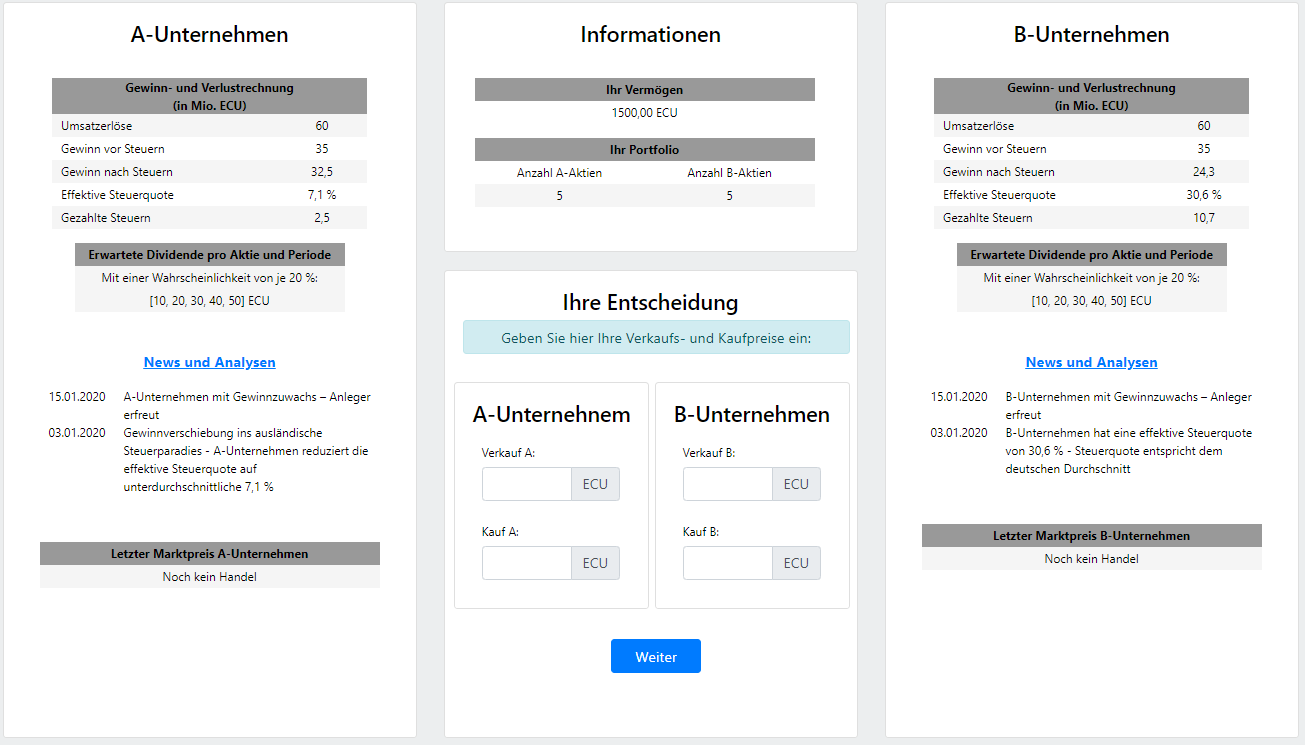 A-Unternehmen
Gewinn- und Verlustrechnung
(in Mio. ECU)
Umsatzerlöse 60
Gewinn vor Steuern 35
Gewinn nach Steuern 32,5
Effektive Steuerquote 7,1 %
Gezahlte Steuern 2,5
Erwartete Dividende pro Aktie und Periode
Mit einer Wahrscheinlichkeit von je 20 %:
[10, 20, 30, 40, 50] ECU
News und Analysen
15.01.2020 A-Unternehmen mit Gewinnzuwachs – Anleger
erfreut
03.01.2020 Gewinnverschiebung ins ausländische
Steuerparadies - A-Unternehmen reduziert die
effektive Steuerquote auf
unterdurchschnittliche 7,1 %
Letzter Marktpreis A-Unternehmen
Noch kein Handel
Informationen
Ihr Vermögen
1500,00 ECU
Ihr Portfolio
Anzahl A-Aktien Anzahl B-Aktien
5 5
Ihre Entscheidung
Geben Sie hier Ihre Verkaufs- und Kaufpreise ein:
A-Unternehnem
Verkauf A:
ECU
Kauf A:
ECU
B-Unternehmen
Verkauf B:
ECU
Kauf B:
ECU
Weiter
B-Unternehmen
Gewinn- und Verlustrechnung
(in Mio. ECU)
Umsatzerlöse 60
Gewinn vor Steuern 35
Gewinn nach Steuern 24,3
Effektive Steuerquote 30,6 %
Gezahlte Steuern 10,7
Erwartete Dividende pro Aktie und Periode
Mit einer Wahrscheinlichkeit von je 20 %:
[10, 20, 30, 40, 50] ECU
News und Analysen
15.01.2020 B-Unternehmen mit Gewinnzuwachs – Anleger
erfreut
03.01.2020 B-Unternehmen hat eine effektive Steuerquote
von 30,6 % - Steuerquote entspricht dem
deutschen Durchschnitt
Letzter Marktpreis B-Unternehmen
Noch kein Handel